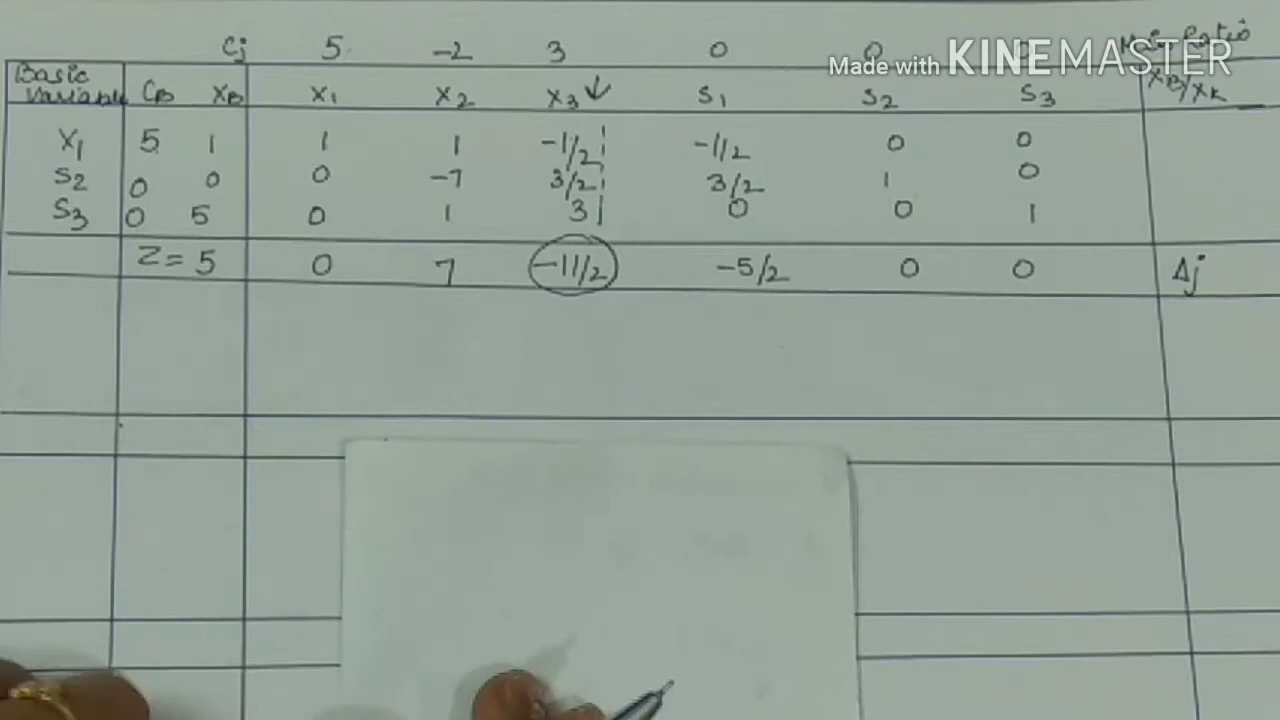 Cj 5 -2 3 0 0 0 Min Ratio
Made with KINEMASTER
Basic Variable CB XB X1 X2 X3 ↓ S1 S2 S3 XB/XK
X1 5 1 1 1 -1/2 -1/2 0 0
S2 0 0 0 -7 3/2 3/2 1 0
S3 0 5 0 1 3 0 0 1
Z = 5 0 7 -11/2 -5/2 0 0 Δj